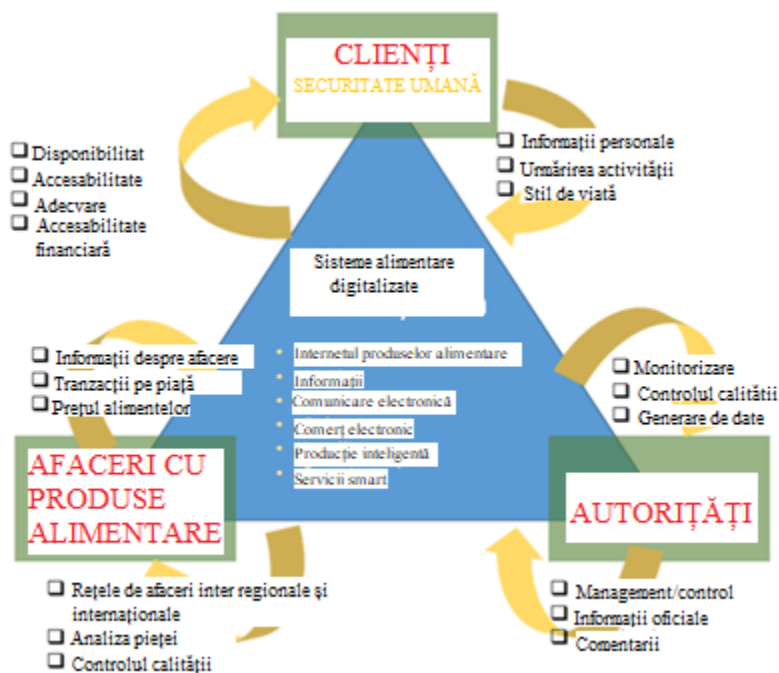 CLIENȚI
SECURITATE UMANĂ
Disponibilitat
Accesabilitate
Adecvare
Accesabilitate
financiară
Informații personale
Urmărirea activității
Stil de viată
Sisteme alimentare
digitalizate
Internetul produselor alimentare
Informații
Comunicare electronică
Comerț electronic
Producție inteligentă
Servicii smart
Informații despre afacere
Tranzacții pe piață
Prețul alimentelor
Monitorizare
Controlul calității
Generare de date
AFACERI CU
PRODUSE
ALIMENTARE
AUTORIȚĂȚI
Rețele de afaceri inter regionale și
internaționale
Analiza pieței
Controlul calității
Management/control
Informații oficiale
Comentarii